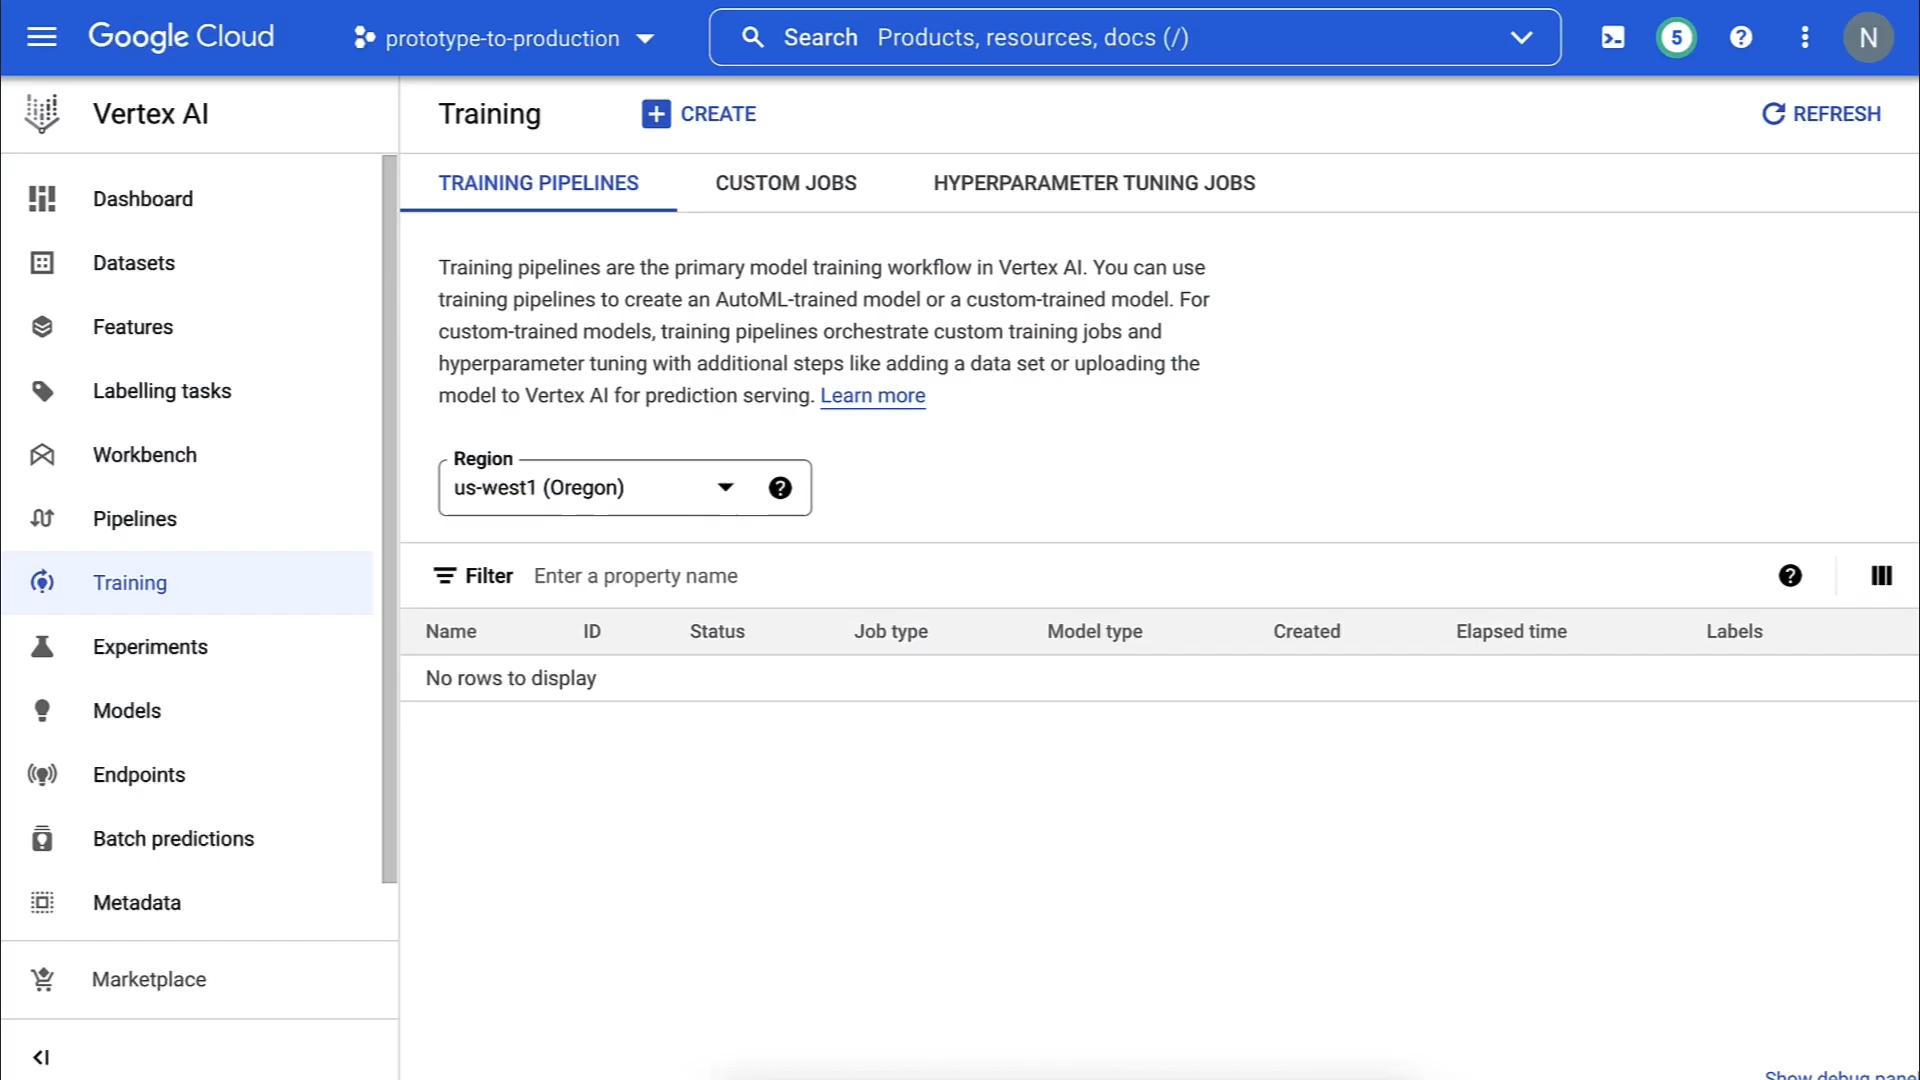 Google Cloud
prototype-to-production
Search Products, resources, docs (/)
5
N
Vertex AI
Training
CREATE
REFRESH
Dashboard
Datasets
Features
Labelling tasks
Workbench
Pipelines
Training
Experiments
Models
Endpoints
Batch predictions
Metadata
Marketplace
TRAINING PIPELINES
CUSTOM JOBS
HYPERPARAMETER TUNING JOBS
Training pipelines are the primary model training workflow in Vertex AI. You can use
training pipelines to create an AutoML-trained model or a custom-trained model. For
custom-trained models, training pipelines orchestrate custom training jobs and
hyperparameter tuning with additional steps like adding a data set or uploading the
model to Vertex AI for prediction serving. Learn more
Region
us-west1 (Oregon)
Filter Enter a property name
Name ID Status Job type Model type Created Elapsed time Labels
No rows to display
Show debug panel